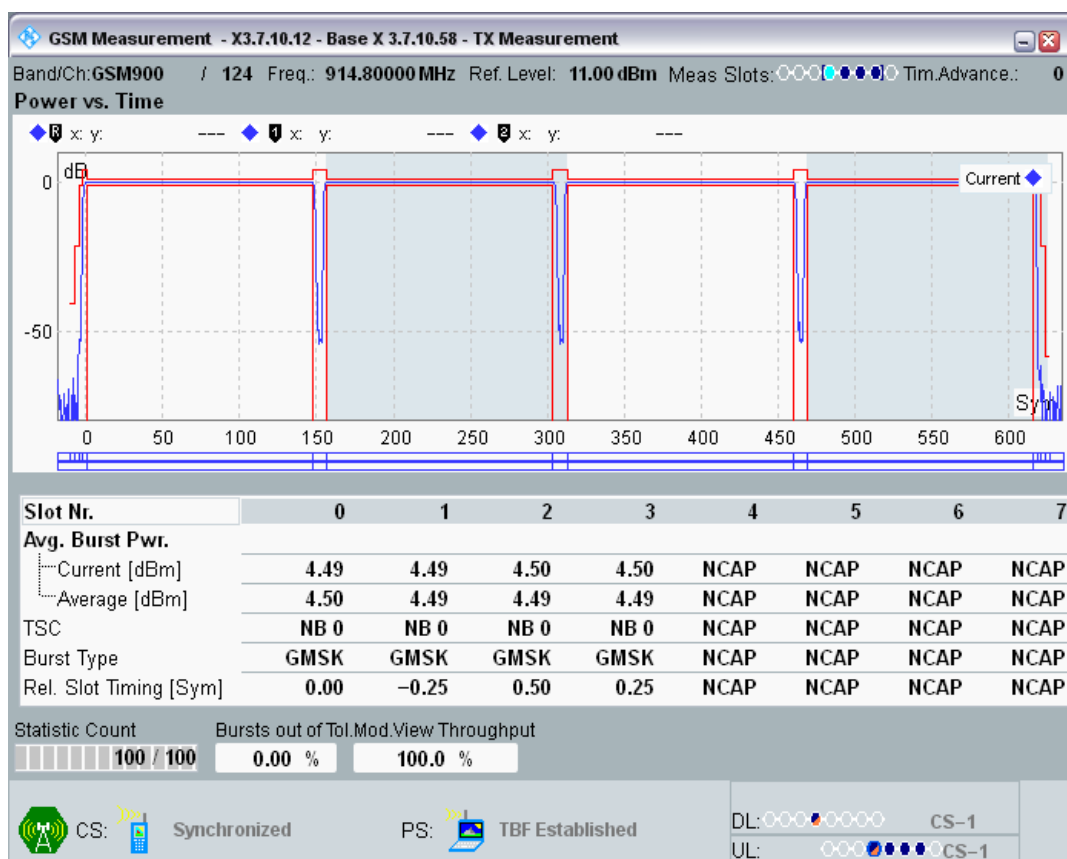 GSM Measurement - X3.7.10.12 - Base X 3.7.10.58 - TX Measurement
Band/Ch:GSM900 / 124 Freq.: 914.80000 MHz Ref. Level: 11.00 dBm Meas Slots: Tim.Advance.: 0
Power vs. Time
R x: y: --- 1 x: y: --- 2 x: y: ---
dB
Current
0
-50
Sym
0 50 100 150 200 250 300 350 400 450 500 550 600
Slot Nr. 0 1 2 3 4 5 6 7
Avg. Burst Pwr.
Current [dBm] 4.49 4.49 4.50 4.50 NCAP NCAP NCAP NCAP
Average [dBm] 4.50 4.49 4.49 4.49 NCAP NCAP NCAP NCAP
TSC NB 0 NB 0 NB 0 NB 0 NCAP NCAP NCAP NCAP
Burst Type GMSK GMSK GMSK GMSK NCAP NCAP NCAP NCAP
Rel. Slot Timing [Sym] 0.00 −0.25 0.50 0.25 NCAP NCAP NCAP NCAP
Statistic Count Bursts out of Tol. Mod.View Throughput
100 / 100 0.00 % 100.0 %
CS: Synchronized PS: TBF Established
DL: CS−1
UL: CS−1